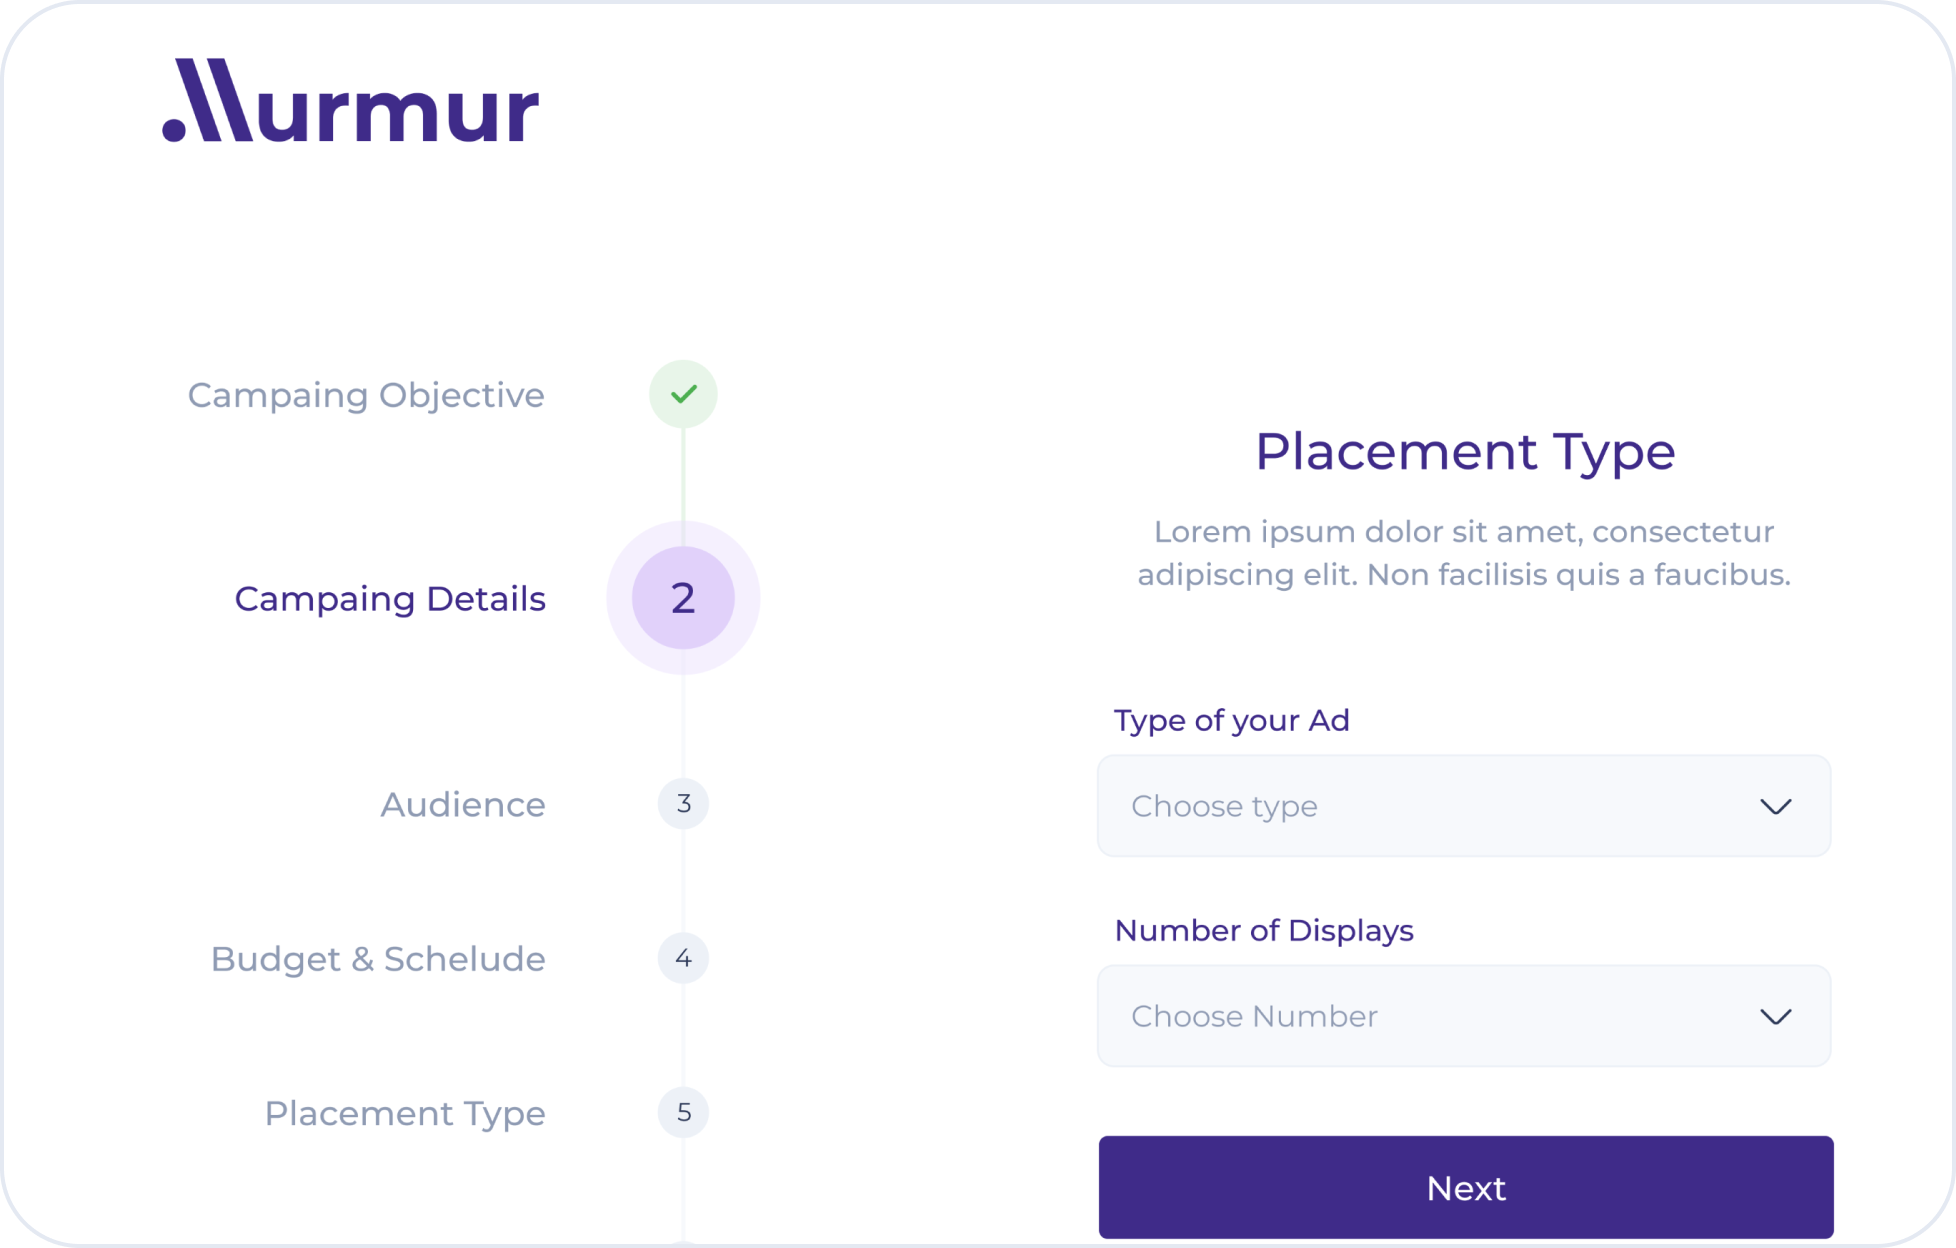 Murmur
Campaing Objective
Campaing Details
2
Audience
3
Budget & Schelude
4
Placement Type
5
Placement Type
Lorem ipsum dolor sit amet, consectetur
adipiscing elit. Non facilisis quis a faucibus.
Type of your Ad
Choose type
Number of Displays
Choose Number
Next